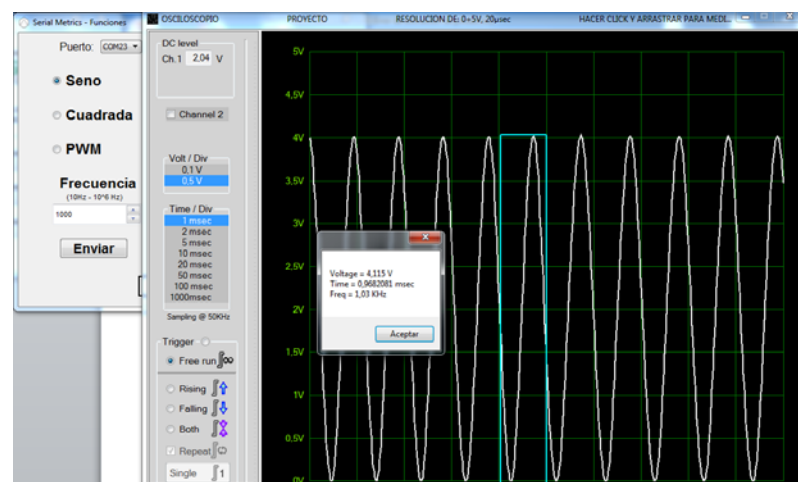 Serial Metrics - Funciones
Puerto: COM23
Seno
Cuadrada
PWM
Frecuencia
(10Hz - 10^6 Hz)
1000
Enviar
OSCILOSCOPIO
PROYECTO
RESOLUCION DE: 0÷5V, 20µsec
HACER CLICK Y ARRASTRAR PARA MEDI...
DC level
Ch.1 2,04 V
Channel 2
Volt / Div
0,1 V
0,5 V
Time / Div
1 msec
2 msec
5 msec
10 msec
20 msec
50 msec
100 msec
1000msec
Sampling @ 50KHz
Trigger
Free run
Rising
Falling
Both
Repeat
Single 1
5V
4,5V
4V
3,5V
3V
2,5V
2V
1,5V
1V
0,5V
0V
Voltage = 4,115 V
Time = 0,9682081 msec
Freq = 1,03 KHz
Aceptar